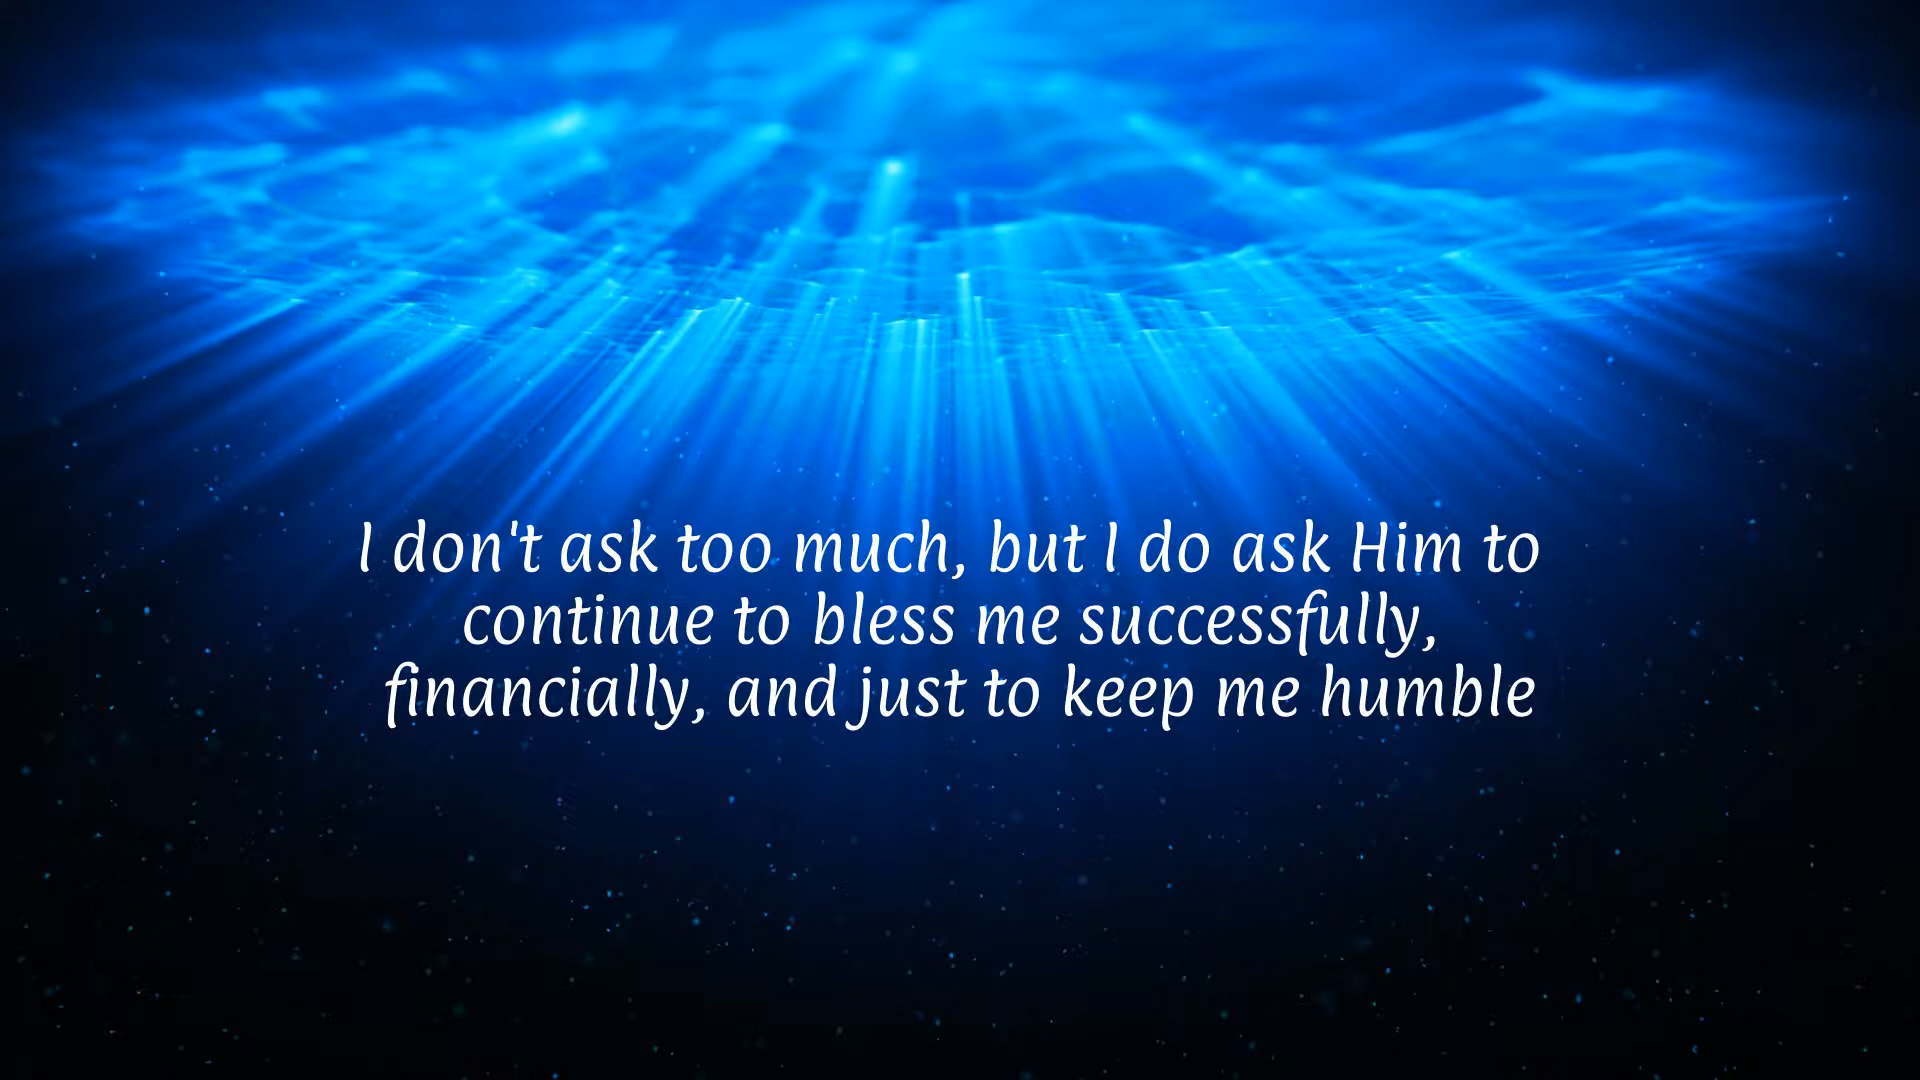 I don't ask too much, but I do ask Him to
continue to bless me successfully,
financially, and just to keep me humble